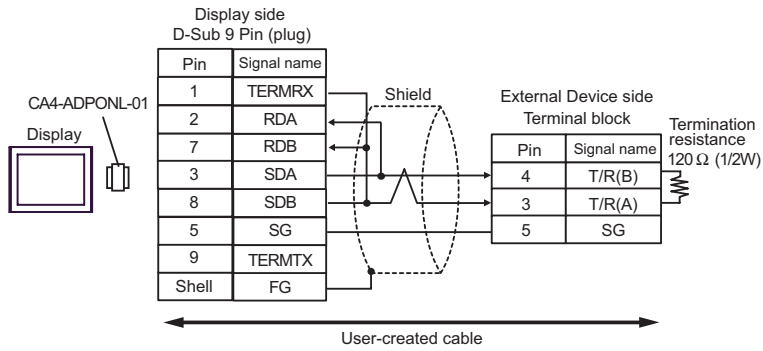 Display side
D-Sub 9 Pin (plug)
Pin Signal name
1 TERMRX
2 RDA
7 RDB
3 SDA
8 SDB
5 SG
9 TERMTX
Shell FG
CA4-ADPONL-01
Display
Shield
External Device side
Terminal block
Pin Signal name
4 T/R(B)
3 T/R(A)
5 SG
Termination
resistance
120 Ω (1/2W)
User-created cable